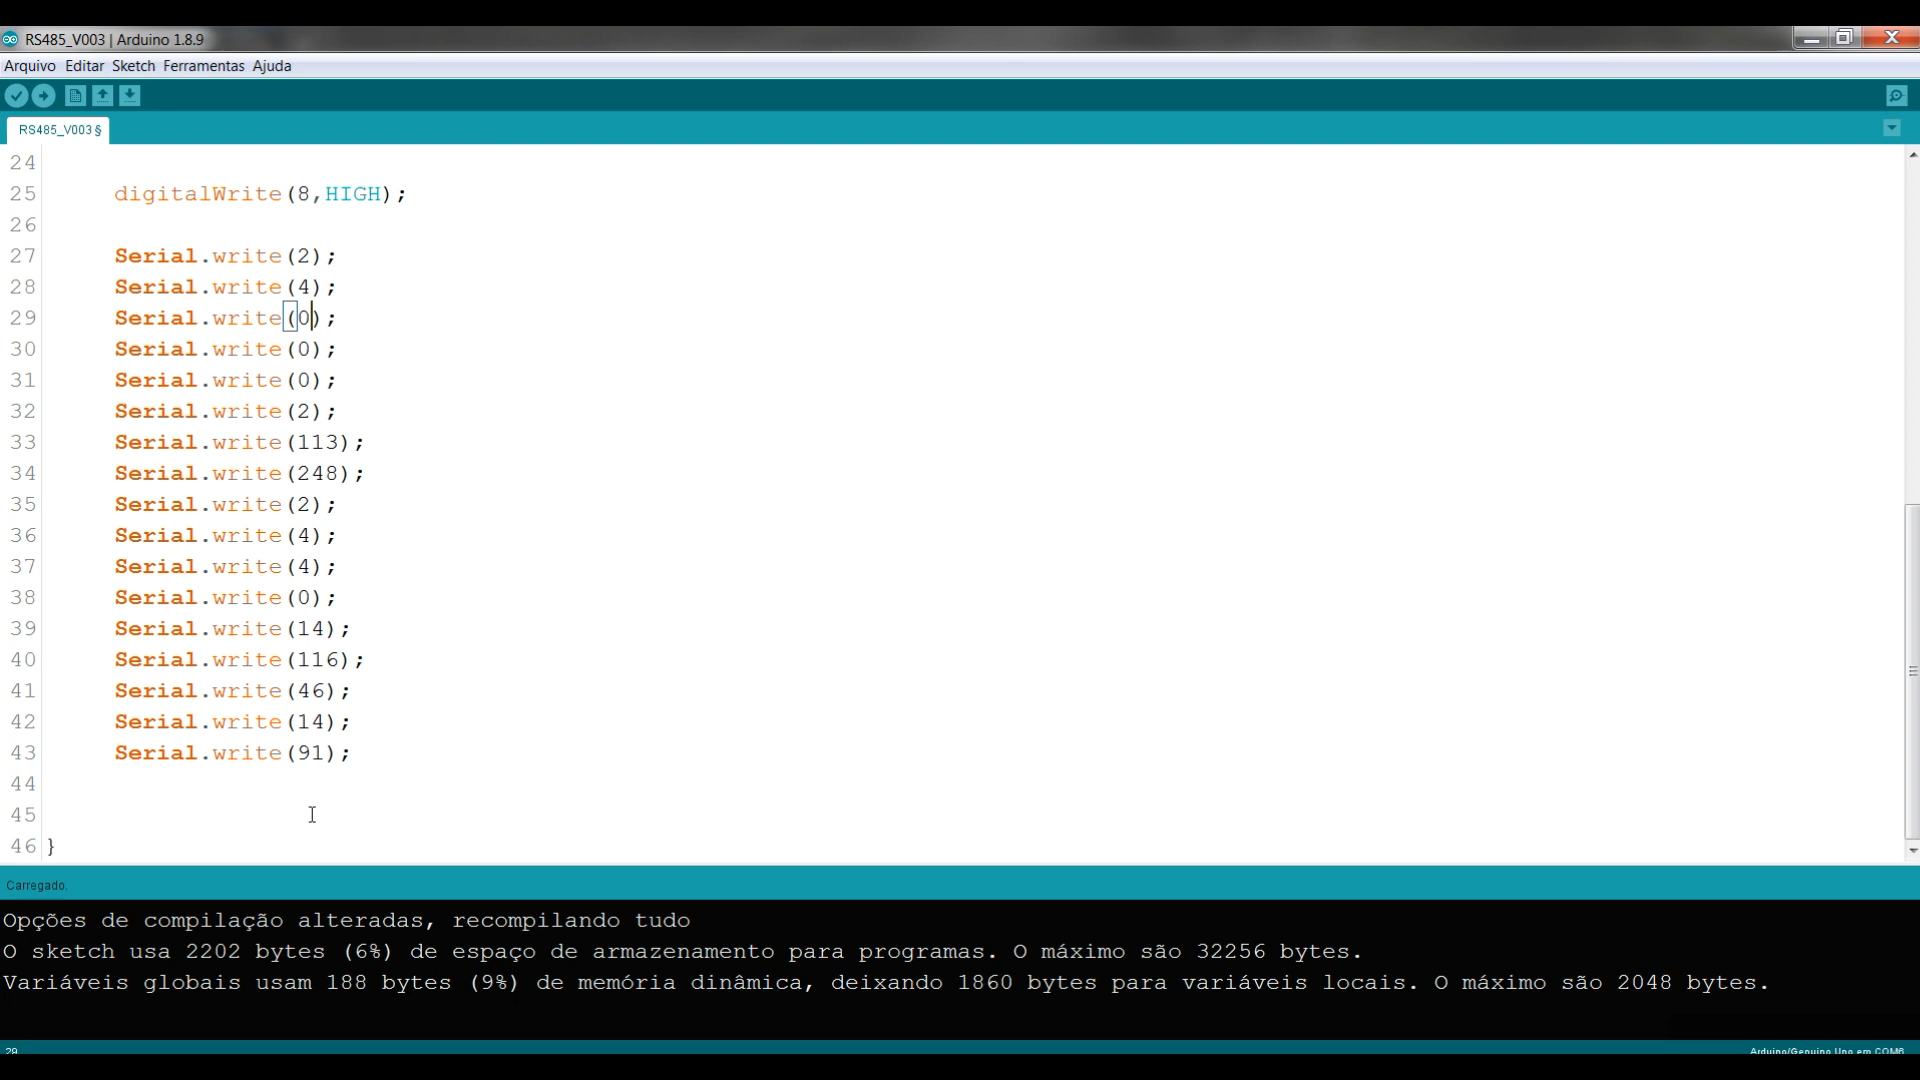 RS485_V003 | Arduino 1.8.9
Arquivo Editar Sketch Ferramentas Ajuda
RS485_V003 §
24
25 digitalWrite(8,HIGH);
26
27 Serial.write(2);
28 Serial.write(4);
29 Serial.write(0);
30 Serial.write(0);
31 Serial.write(0);
32 Serial.write(2);
33 Serial.write(113);
34 Serial.write(248);
35 Serial.write(2);
36 Serial.write(4);
37 Serial.write(4);
38 Serial.write(0);
39 Serial.write(14);
40 Serial.write(116);
41 Serial.write(46);
42 Serial.write(14);
43 Serial.write(91);
44
45
46 }
Carregado.
Opções de compilação alteradas, recompilando tudo
O sketch usa 2202 bytes (6%) de espaço de armazenamento para programas. O máximo são 32256 bytes.
Variáveis globais usam 188 bytes (9%) de memória dinâmica, deixando 1860 bytes para variáveis locais. O máximo são 2048 bytes.
29 Arduino/Genuino Uno em COM6